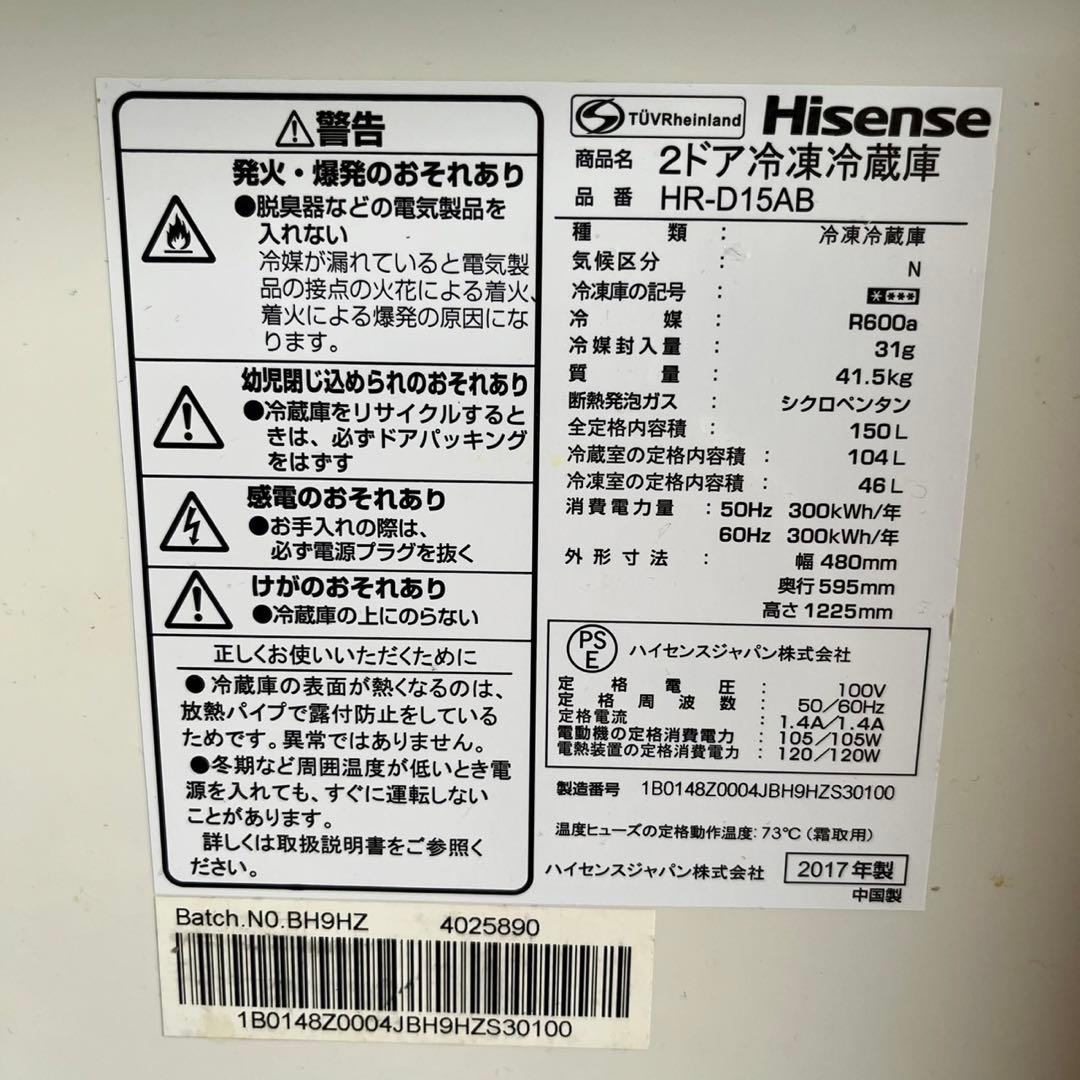 警告
発火・爆発のおそれあり
●脱臭器などの電気製品を
入れない
冷媒が漏れていると電気製
品の接点の火花による着火、
着火による爆発の原因にな
ります。
幼児閉じ込められのおそれあり
●冷蔵庫をリサイクルすると
きは、必ずドアパッキング
をはずす
感電のおそれあり
●お手入れの際は、
必ず電源プラグを抜く
けがのおそれあり
●冷蔵庫の上にのらない
正しくお使いいただくために
●冷蔵庫の表面が熱くなるのは、
放熱パイプで露付防止をしている
ためです。異常ではありません。
●冬期など周囲温度が低いとき電
源を入れても、すぐに運転しない
ことがあります。
詳しくは取扱説明書をご参照く
ださい。
TÜVRheinland Hisense
商品名 2ドア冷凍冷蔵庫
品番 HR-D15AB
種類 : 冷凍冷蔵庫
気候区分 : N
冷凍庫の記号 : ****
冷媒 : R600a
冷媒封入量 : 31g
質量 : 41.5kg
断熱発泡ガス : シクロペンタン
全定格内容積 : 150L
冷蔵室の定格内容積 : 104L
冷凍室の定格内容積 : 46L
消費電力量 : 50Hz 300kWh/年
60Hz 300kWh/年
外形寸法 : 幅 480mm
奥行 595mm
高さ 1225mm
PSE ハイセンスジャパン株式会社
定格電圧 : 100V
定格周波数 : 50/60Hz
定格電流 : 1.4A/1.4A
電動機の定格消費電力 : 105/105W
電熱装置の定格消費電力 : 120/120W
製造番号 1B0148Z0004JBH9HZS30100
温度ヒューズの定格動作温度:73℃(霜取用)
ハイセンスジャパン株式会社 2017年製
中国製
Batch.N0.BH9HZ 4025890
1B0148Z0004JBH9HZS30100